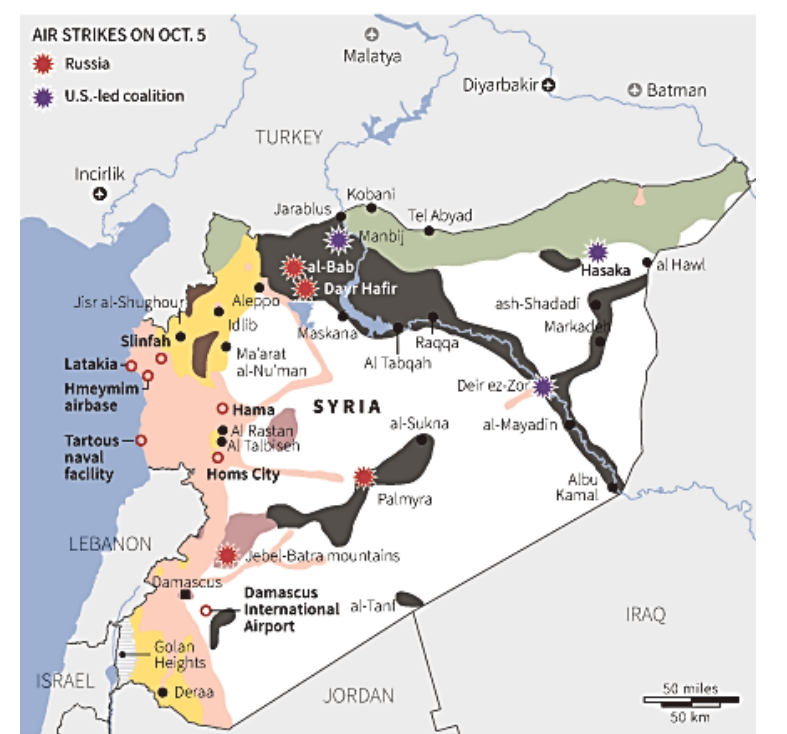 AIR STRIKES ON OCT. 5
Russia
U.S.-led coalition
Malatya
Diyarbakir
Batman
TURKEY
Incirlik
Kobani
Jarablus
Tel Abyad
Manbij
al-Bab
Hasaka
al Hawl
Dayr Hafir
Jisr al-Shughour
Aleppo
ash-Shadadi
Idlib
Maskana
Markadeh
Slinfah
Raqqa
Ma'arat
al-Nu'man
Al Tabqah
Latakia
Hmeymim
airbase
Deir ez-Zor
SYRIA
Hama
al-Sukna
al-Mayadin
Al Rastan
Al Talbiseh
Tartous
naval
facility
Homs City
Albu
Kamal
Palmyra
LEBANON
Jebel-Batra mountains
Damascus
Damascus
International
Airport
al-Tanf
IRAQ
Golan
Heights
ISRAEL
Deraa
JORDAN
50 miles
50 km